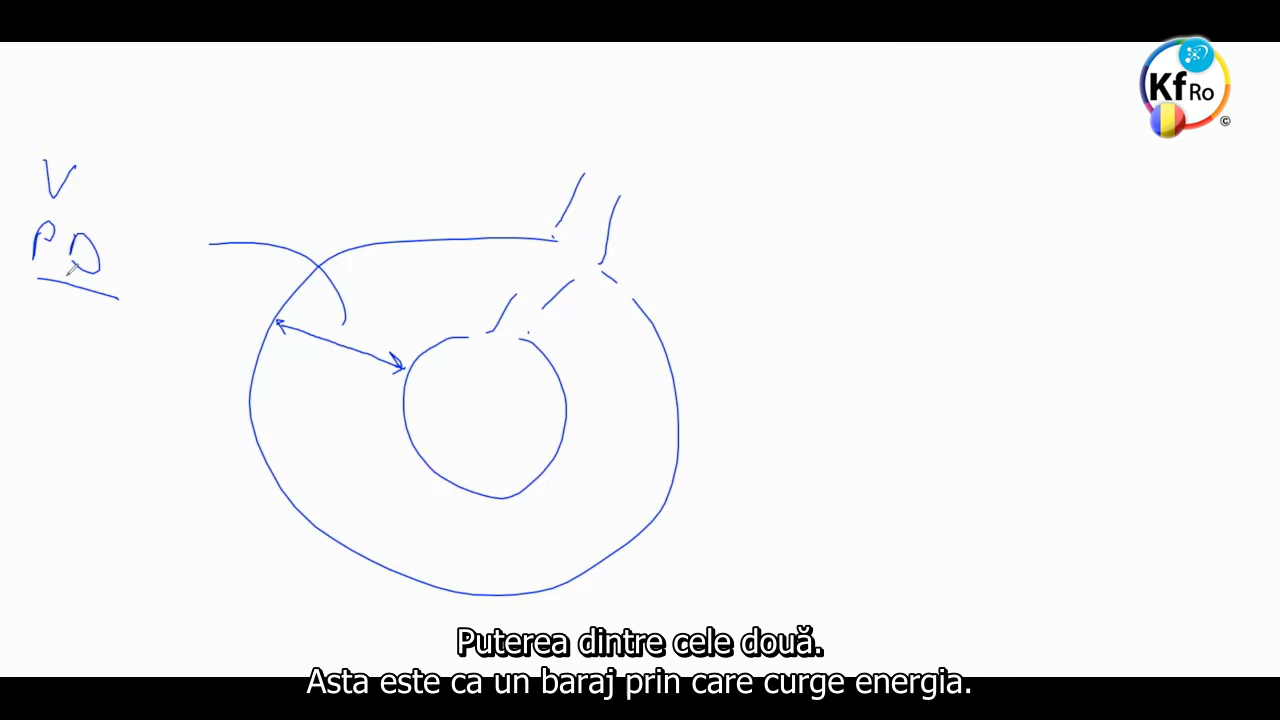 Kf Ro
©
V
PD
Puterea dintre cele două.
Asta este ca un baraj prin care curge energia.